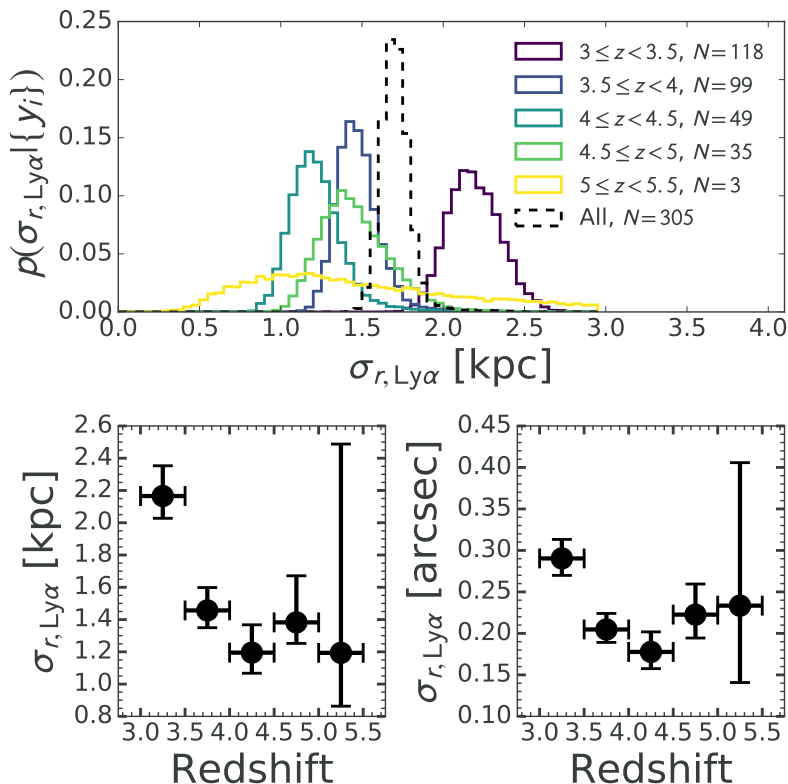 0.25
0.20
0.15
0.10
0.05
0.00
p(σr, Lyα|{yi})
3 ≤ z < 3.5, N = 118
3.5 ≤ z < 4, N = 99
4 ≤ z < 4.5, N = 49
4.5 ≤ z < 5, N = 35
5 ≤ z < 5.5, N = 3
All, N = 305
0.0 0.5 1.0 1.5 2.0 2.5 3.0 3.5 4.0
σr, Lyα [kpc]
2.6
2.4
2.2
2.0
1.8
1.6
1.4
1.2
1.0
0.8
σr, Lyα [kpc]
3.0 3.5 4.0 4.5 5.0 5.5
Redshift
0.45
0.40
0.35
0.30
0.25
0.20
0.15
0.10
σr, Lyα [arcsec]
3.0 3.5 4.0 4.5 5.0 5.5
Redshift